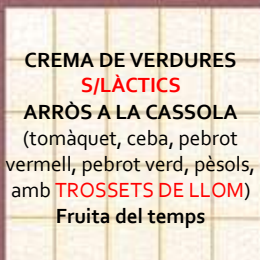 CREMA DE VERDURES
S/LÀCTICS
ARRÒS A LA CASSOLA
(tomàquet, ceba, pebrot
vermell, pebrot verd, pèsols,
amb TROSSETS DE LLOM)
Fruita del temps